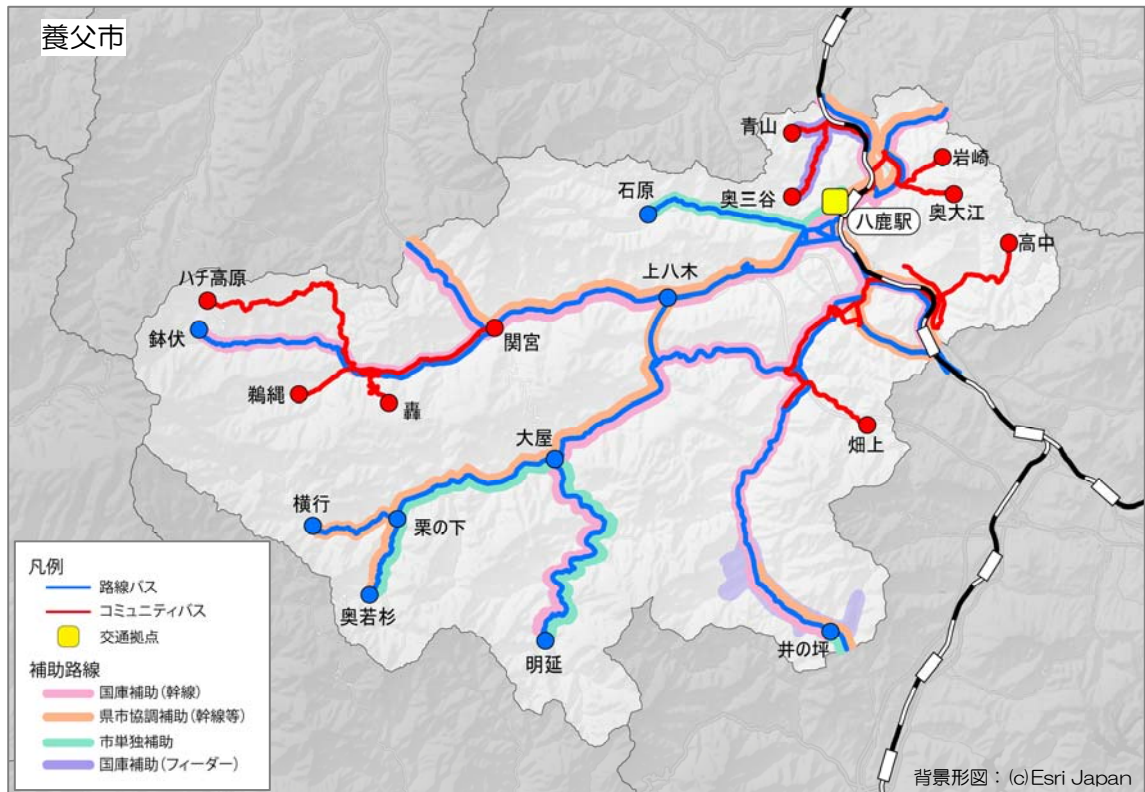 養父市
青山
岩崎
石原
奥三谷
奥大江
八鹿駅
高中
ハチ高原
上八木
鉢伏
関宮
鵜縄
轟
畑上
大屋
横行
栗の下
奥若杉
明延
井の坪
凡例
路線バス
コミュニティバス
交通拠点
補助路線
国庫補助(幹線)
県市協調補助(幹線等)
市単独補助
国庫補助(フィーダー)
背景形図:(c)Esri Japan